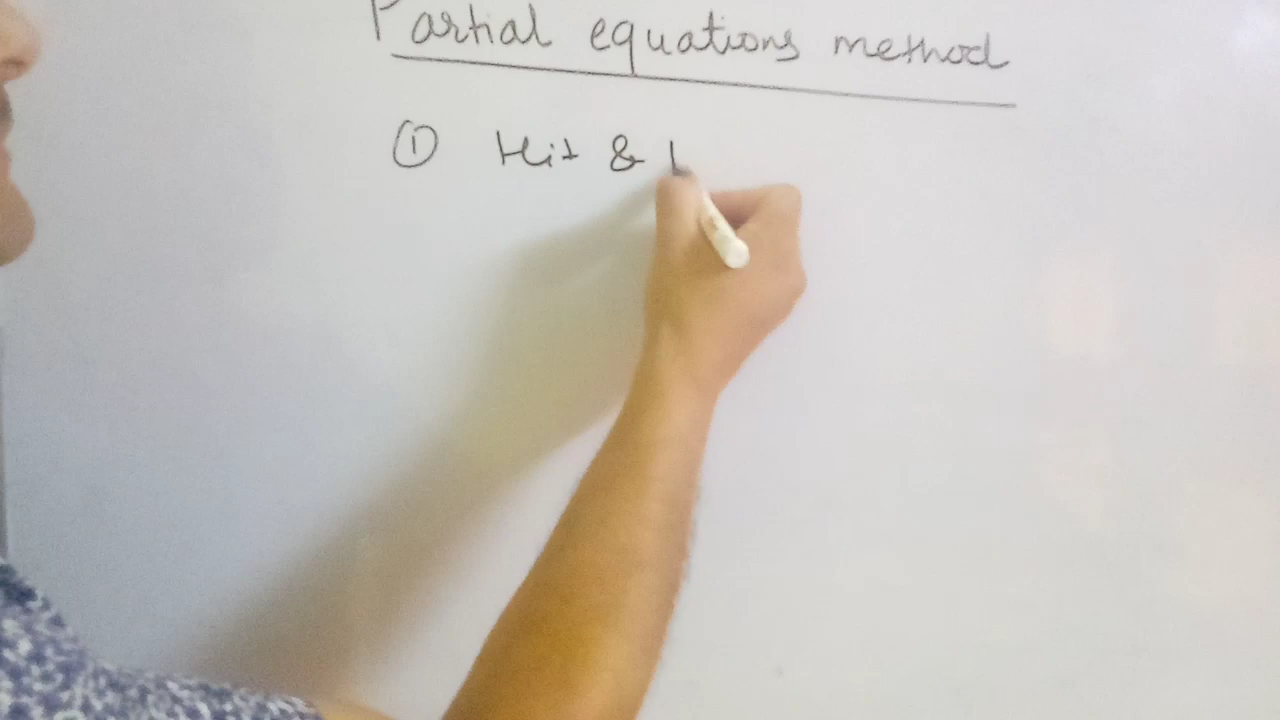 Partial equations method
① Hit &